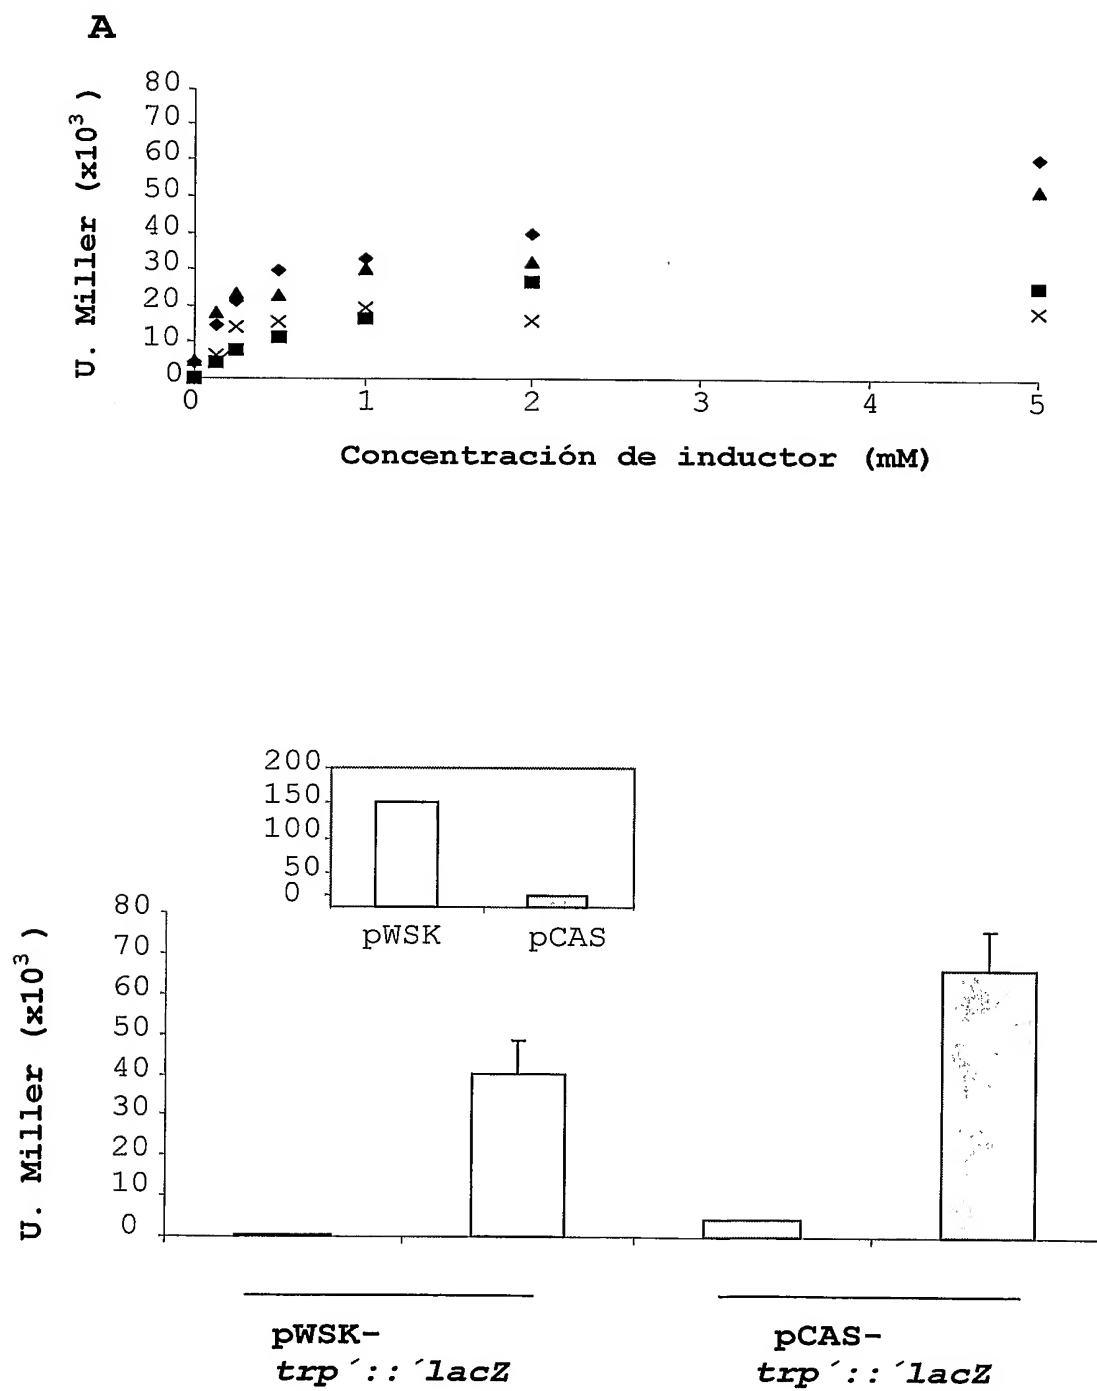 A
U. Miller (x10³)
80
70
60
50
40
30
20
10
0
0 1 2 3 4 5
Concentración de inductor (mM)
200
150
100
50
0
pWSK pCAS
U. Miller (x10³)
80
70
60
50
40
30
20
10
0
pWSK- pCAS-
trp´::´lacZ trp´::´lacZ